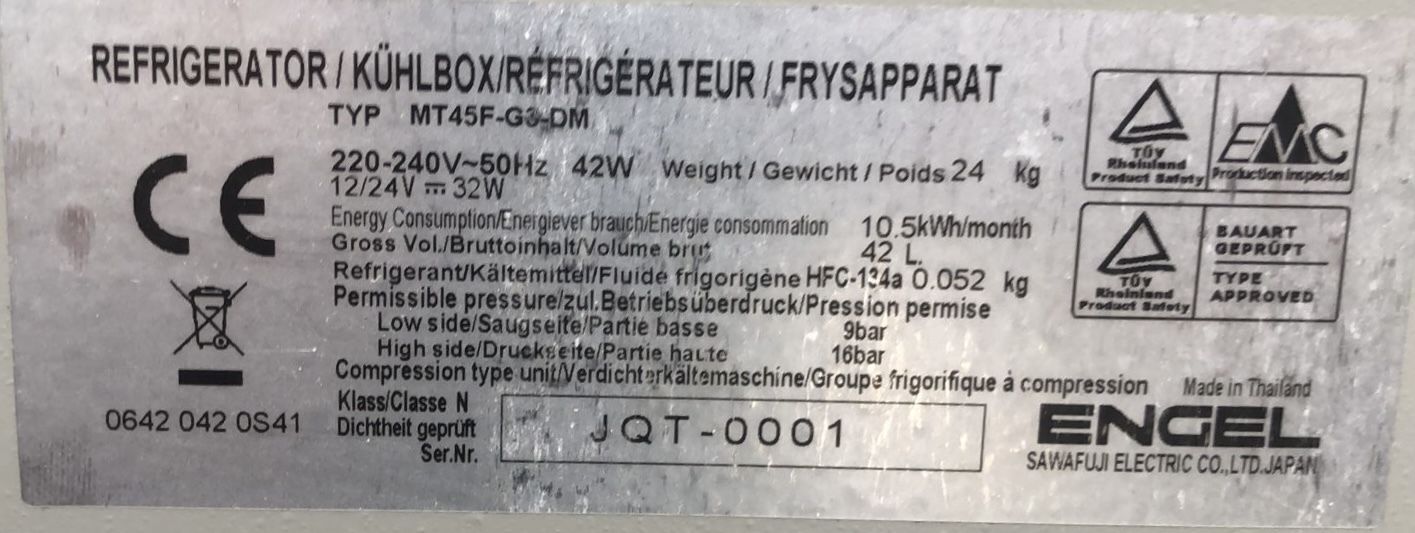 REFRIGERATOR / KÜHLBOX/RÉFRIGÉRATEUR / FRYSAPPARAT
TYP MT45F-G3-DM
220-240V~50Hz 42W Weight / Gewicht / Poids 24 kg
12/24V ⎓ 32W
Energy Consumption/Energiever brauch/Energie consommation 10.5kWh/month
Gross Vol./Bruttoinhalt/Volume brut 42 L.
Refrigerant/Kältemittel/Fluide frigorigène HFC-134a 0.052 kg
Permissible pressure/zul.Betriebsüberdruck/Pression permise
Low side/Saugseite/Partie basse 9bar
High side/Druckseite/Partie haute 16bar
Compression type unit/Verdichterkältemaschine/Groupe frigorifique à compression
Klass/Classe N
Dichtheit geprüft
Ser.Nr. JQT-0001
CE
0642 042 0S41
TÜV
Rheinland
Product Safety
EMC
Production inspected
TÜV
Rheinland
Product Safety
BAUART
GEPRÜFT
TYPE
APPROVED
Made in Thailand
ENGEL
SAWAFUJI ELECTRIC CO.,LTD.JAPAN